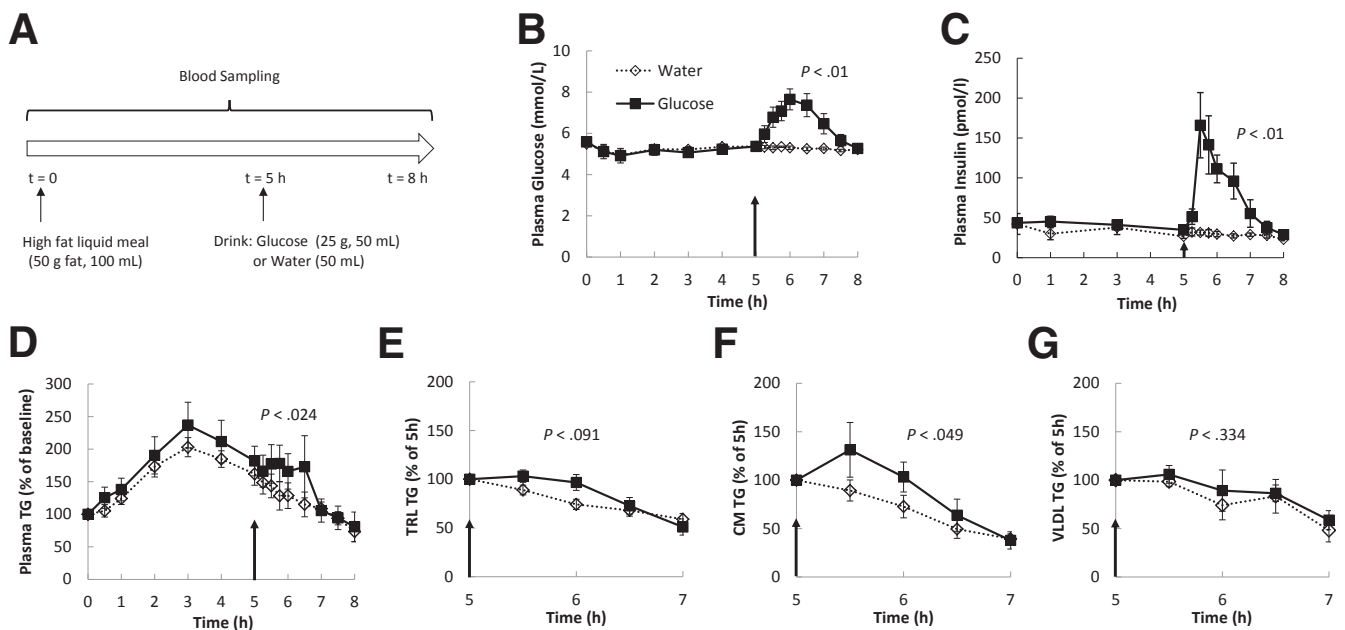 A
Blood Sampling
t = 0
t = 5 h
t = 8 h
High fat liquid meal
(50 g fat, 100 mL)
Drink: Glucose (25 g, 50 mL)
or Water (50 mL)
B
Plasma Glucose (mmol/L)
10
8
6
4
2
0
Water
Glucose
P < .01
0 1 2 3 4 5 6 7 8
Time (h)
C
Plasma Insulin (pmol/l)
250
200
150
100
50
0
P < .01
0 1 2 3 4 5 6 7 8
Time (h)
D
Plasma TG (% of baseline)
300
250
200
150
100
50
0
P < .024
0 1 2 3 4 5 6 7 8
Time (h)
E
TRL TG (% of 5h)
200
150
100
50
0
P < .091
5 6 7
Time (h)
F
CM TG (% of 5h)
200
150
100
50
0
P < .049
5 6 7
Time (h)
G
VLDL TG (% of 5h)
200
150
100
50
0
P < .334
5 6 7
Time (h)